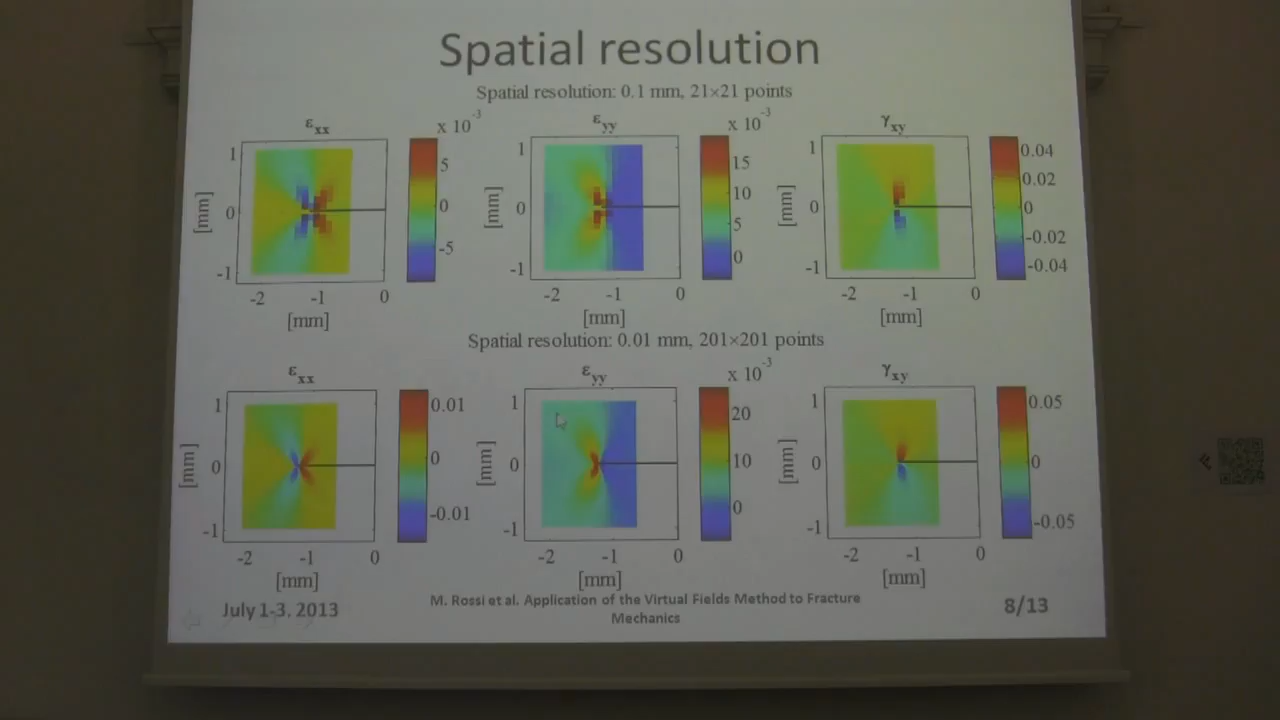 Spatial resolution
Spatial resolution: 0.1 mm, 21×21 points
εxx
x 10-3
εyy
x 10-3
γxy
1
0
-1
[mm]
-2 -1 0
[mm]
5
0
-5
1
0
-1
[mm]
-2 -1 0
[mm]
15
10
5
0
1
0
-1
[mm]
-2 -1 0
[mm]
0.04
0.02
0
-0.02
-0.04
Spatial resolution: 0.01 mm, 201×201 points
εxx
εyy
x 10-3
γxy
1
0
-1
[mm]
-2 -1 0
[mm]
0.01
0
-0.01
1
0
-1
[mm]
-2 -1 0
[mm]
20
10
0
1
0
-1
[mm]
-2 -1 0
[mm]
0.05
0
-0.05
July 1-3, 2013
M. Rossi et al. Application of the Virtual Fields Method to Fracture
Mechanics
8/13